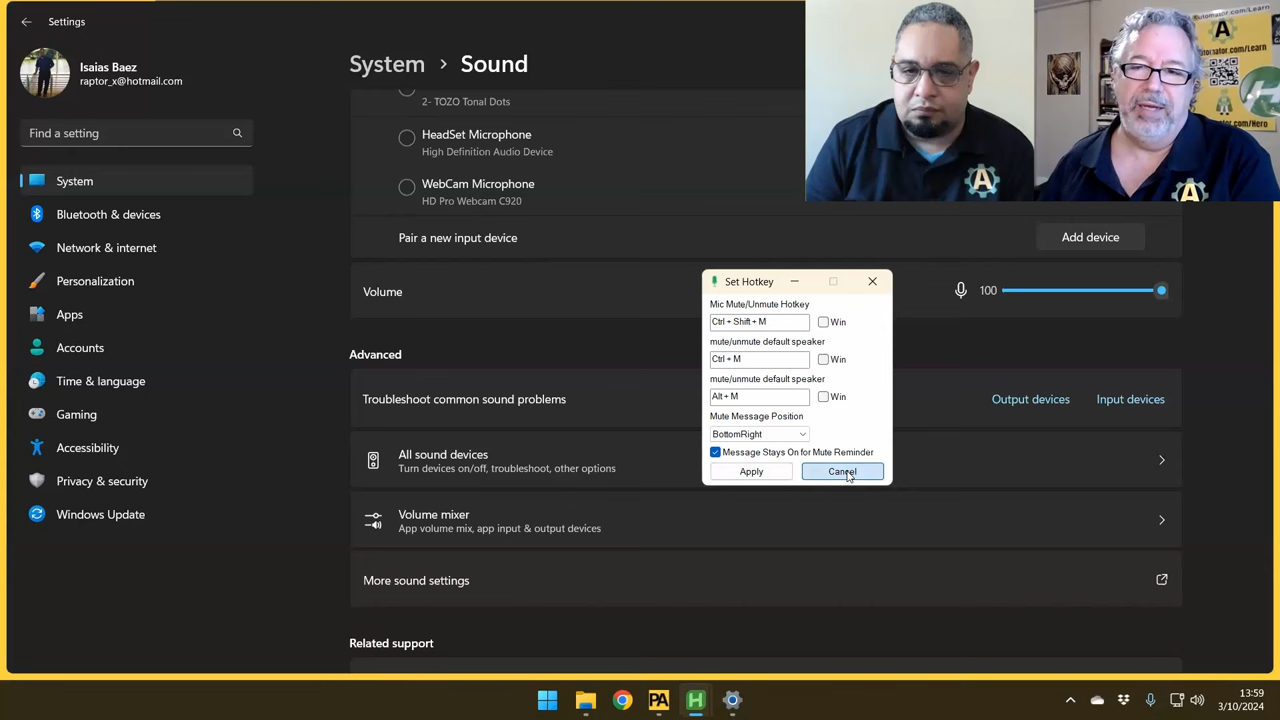 Settings
Isaias Baez
raptor_x@hotmail.com
Find a setting
System
Bluetooth & devices
Network & internet
Personalization
Apps
Accounts
Time & language
Gaming
Accessibility
Privacy & security
Windows Update
System > Sound
2- TOZO Tonal Dots
HeadSet Microphone
High Definition Audio Device
WebCam Microphone
HD Pro Webcam C920
Pair a new input device
Add device
Volume
100
Advanced
Troubleshoot common sound problems
Output devices
Input devices
All sound devices
Turn devices on/off, troubleshoot, other options
Volume mixer
App volume mix, app input & output devices
More sound settings
Related support
Set Hotkey
Mic Mute/Unmute Hotkey
Ctrl + Shift + M
Win
mute/unmute default speaker
Ctrl + M
Win
mute/unmute default speaker
Alt + M
Win
Mute Message Position
BottomRight
Message Stays On for Mute Reminder
Apply
Cancel
A
A
PA
H
13:59
3/10/2024